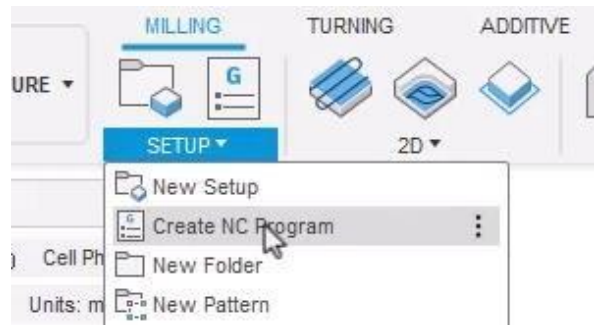 MILLING TURNING ADDITIVE
URE
G
SETUP 2D
New Setup
G Create NC Program
Cell Ph New Folder
Units: m New Pattern